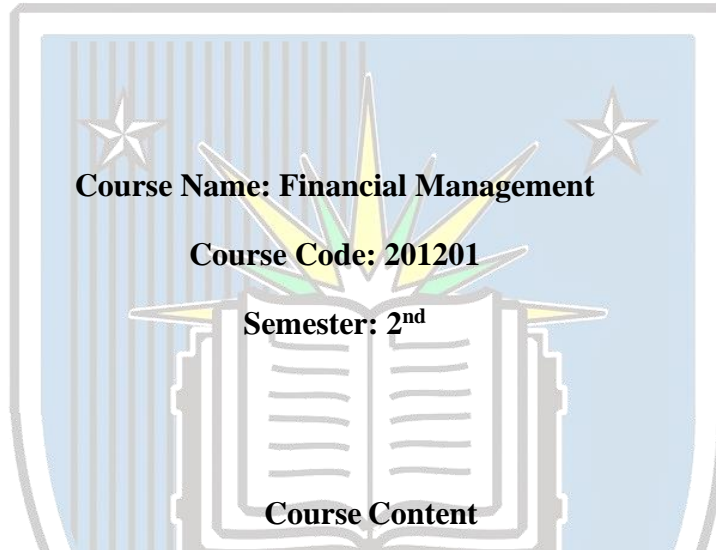 Course Name: Financial Management
Course Code: 201201
Semester: 2nd
Course Content